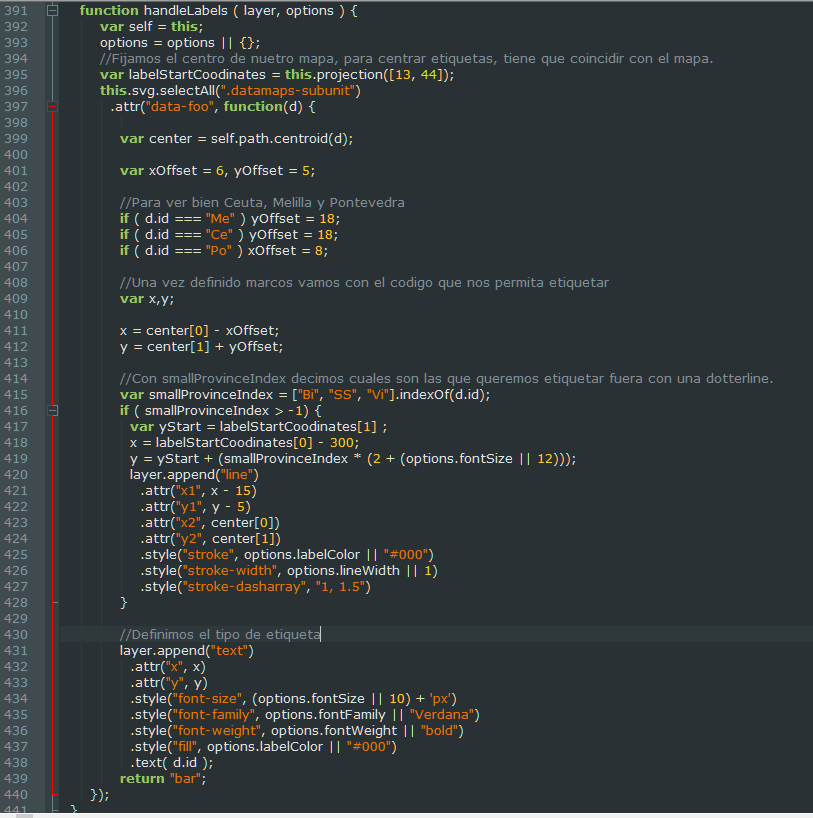 391 function handleLabels ( layer, options ) {
392 var self = this;
393 options = options || {};
394 //Fijamos el centro de nuetro mapa, para centrar etiquetas, tiene que coincidir con el mapa.
395 var labelStartCoodinates = this.projection([13, 44]);
396 this.svg.selectAll(".datamaps-subunit")
397 .attr("data-foo", function(d) {
398
399 var center = self.path.centroid(d);
400
401 var xOffset = 6, yOffset = 5;
402
403 //Para ver bien Ceuta, Melilla y Pontevedra
404 if ( d.id === "Me" ) yOffset = 18;
405 if ( d.id === "Ce" ) yOffset = 18;
406 if ( d.id === "Po" ) xOffset = 8;
407
408 //Una vez definido marcos vamos con el codigo que nos permita etiquetar
409 var x,y;
410
411 x = center[0] - xOffset;
412 y = center[1] + yOffset;
413
414 //Con smallProvinceIndex decimos cuales son las que queremos etiquetar fuera con una dotterline.
415 var smallProvinceIndex = ["Bi", "SS", "Vi"].indexOf(d.id);
416 if ( smallProvinceIndex > -1) {
417 var yStart = labelStartCoodinates[1] ;
418 x = labelStartCoodinates[0] - 300;
419 y = yStart + (smallProvinceIndex * (2 + (options.fontSize || 12)));
420 layer.append("line")
421 .attr("x1", x - 15)
422 .attr("y1", y - 5)
423 .attr("x2", center[0])
424 .attr("y2", center[1])
425 .style("stroke", options.labelColor || "#000")
426 .style("stroke-width", options.lineWidth || 1)
427 .style("stroke-dasharray", "1, 1.5")
428 }
429
430 //Definimos el tipo de etiqueta
431 layer.append("text")
432 .attr("x", x)
433 .attr("y", y)
434 .style("font-size", (options.fontSize || 10) + 'px')
435 .style("font-family", options.fontFamily || "Verdana")
436 .style("font-weight", options.fontWeight || "bold")
437 .style("fill", options.labelColor || "#000")
438 .text( d.id );
439 return "bar";
440 });
441 }